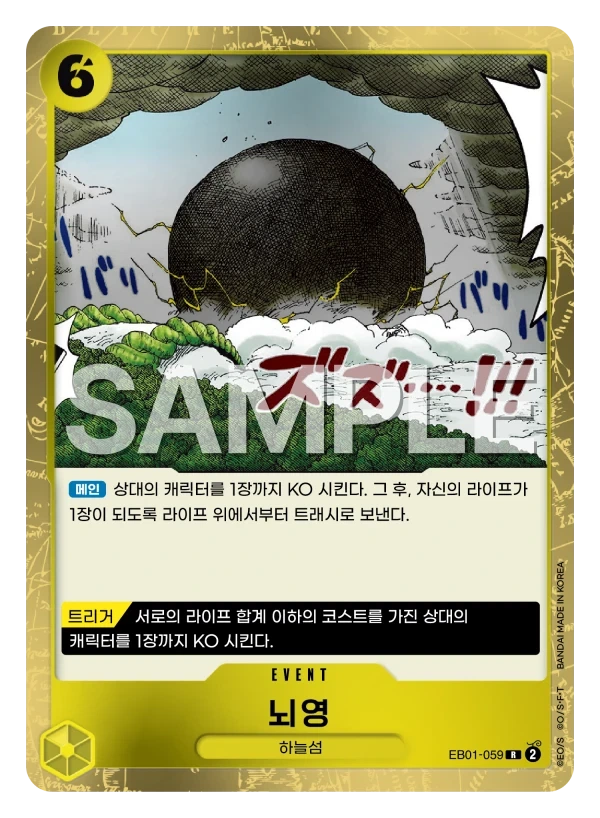 6
バリ
バリ
ズズ…!!!
SAMPLE
메인 상대의 캐릭터를 1장까지 KO 시킨다. 그 후, 자신의 라이프가
1장이 되도록 라이프 위에서부터 트래시로 보낸다.
트리거 서로의 라이프 합계 이하의 코스트를 가진 상대의
캐릭터를 1장까지 KO 시킨다.
EVENT
뇌영
하늘섬
EB01-059 R 2
©EO/S ©O/S·F·T BANDAI MADE IN KOREA